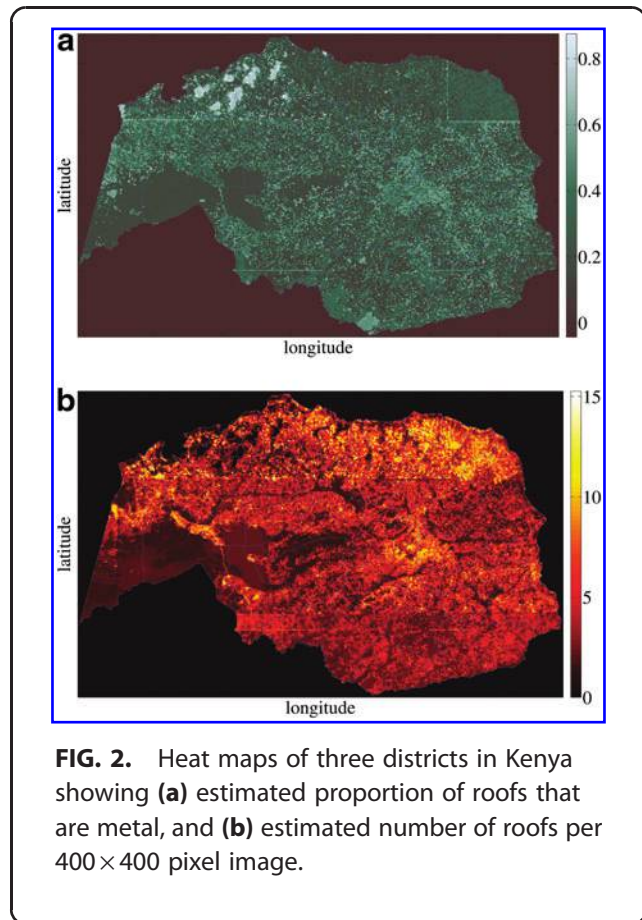 a
0.8
0.6
0.4
0.2
0
latitude
longitude
b
15
10
5
0
latitude
longitude
FIG. 2. Heat maps of three districts in Kenya
showing (a) estimated proportion of roofs that
are metal, and (b) estimated number of roofs per
400×400 pixel image.